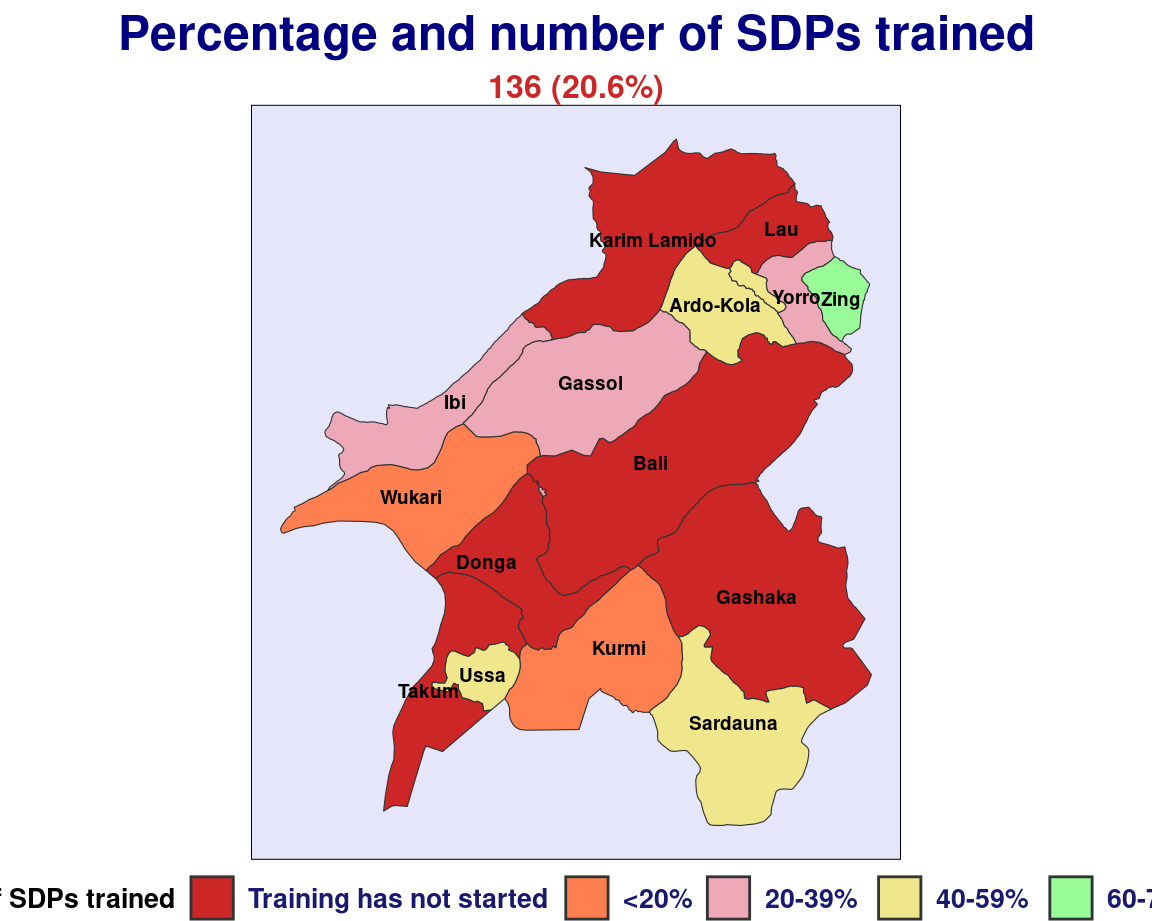 Percentage and number of SDPs trained
136 (20.6%)
Karim Lamido
Lau
Ardo-Kola
Yorro
Zing
Gassol
Ibi
Bali
Wukari
Donga
Gashaka
Kurmi
Ussa
Takum
Sardauna
SDPs trained Training has not started <20% 20-39% 40-59% 60-